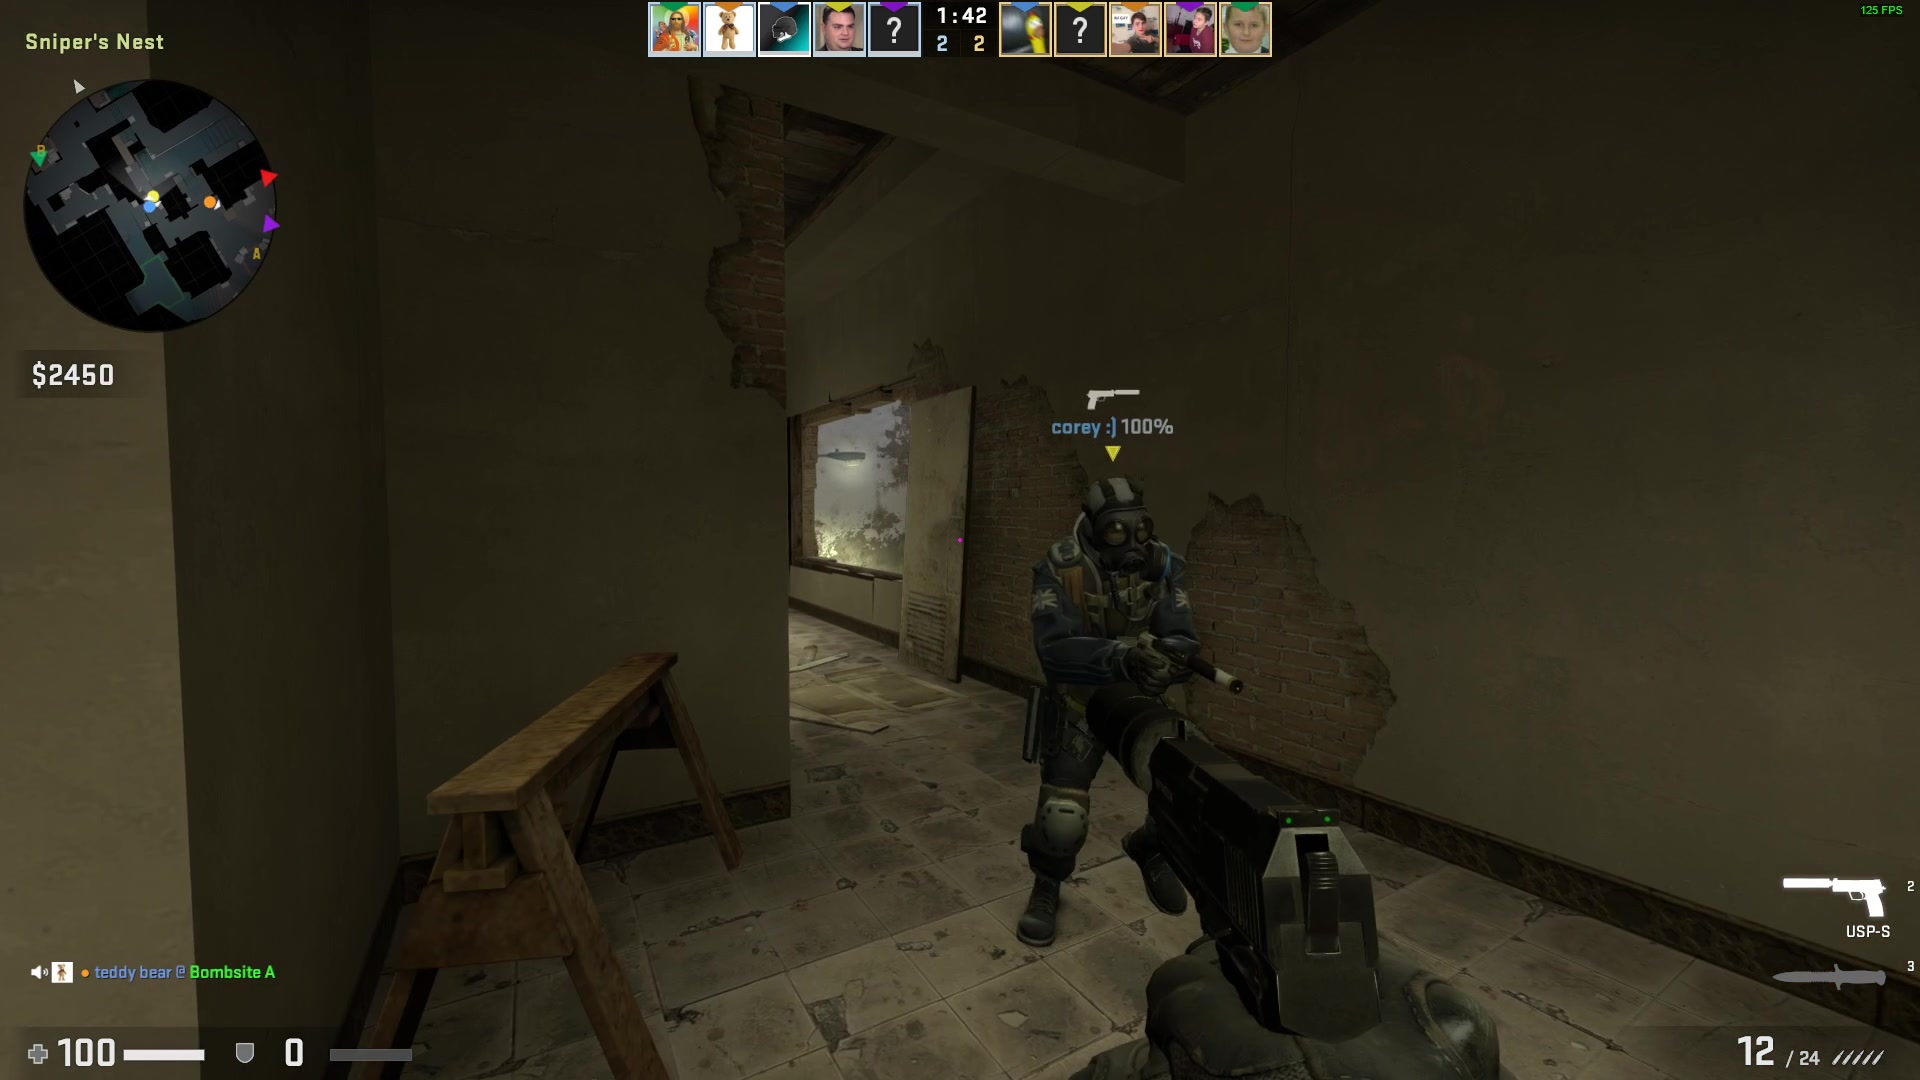 125 FPS
? 1:42 ?
2 2
Sniper's Nest
B
A
$2450
corey :) 100%
2
USP-S
teddy bear @ Bombsite A
3
100 0
12 / 24